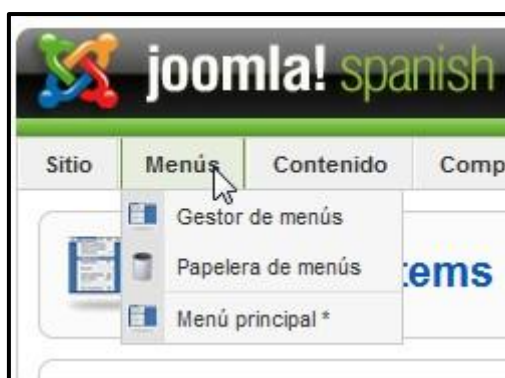 joomla! spanish
Sitio Menús Contenido Comp
Gestor de menús
Papelera de menús
tems
Menú principal *